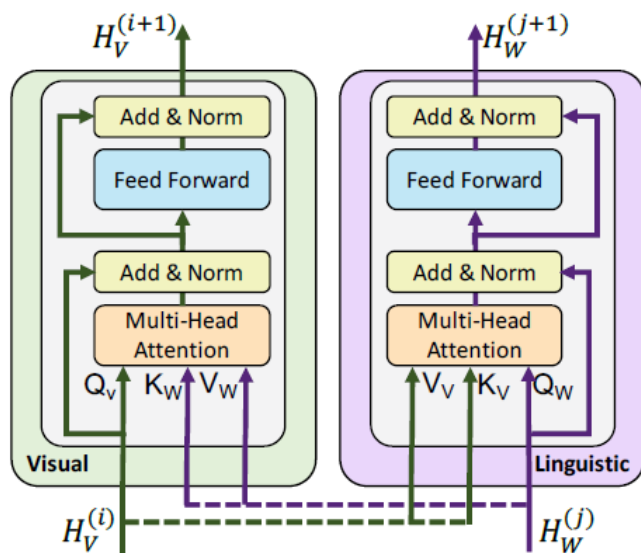 H_V^{(i+1)}
Add & Norm
Feed Forward
Add & Norm
Multi-Head
Attention
Q_v K_W V_W
Visual
H_V^{(i)}
H_W^{(j+1)}
Add & Norm
Feed Forward
Add & Norm
Multi-Head
Attention
V_V K_V Q_W
Linguistic
H_W^{(j)}